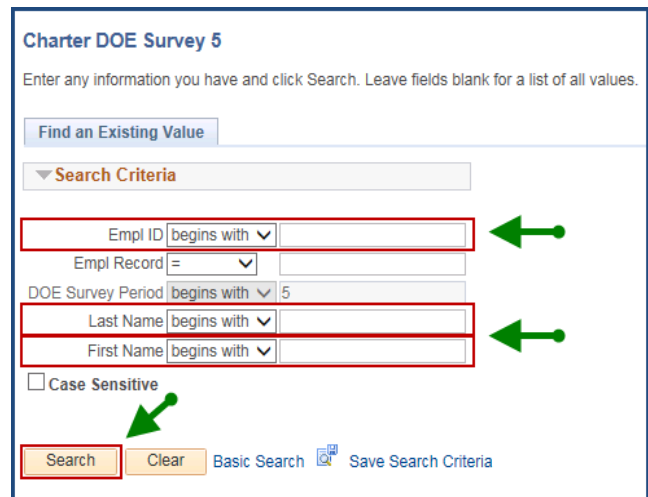 Charter DOE Survey 5
Enter any information you have and click Search. Leave fields blank for a list of all values.
Find an Existing Value
Search Criteria
Empl ID begins with
Empl Record =
DOE Survey Period begins with 5
Last Name begins with
First Name begins with
Case Sensitive
Search Clear Basic Search Save Search Criteria